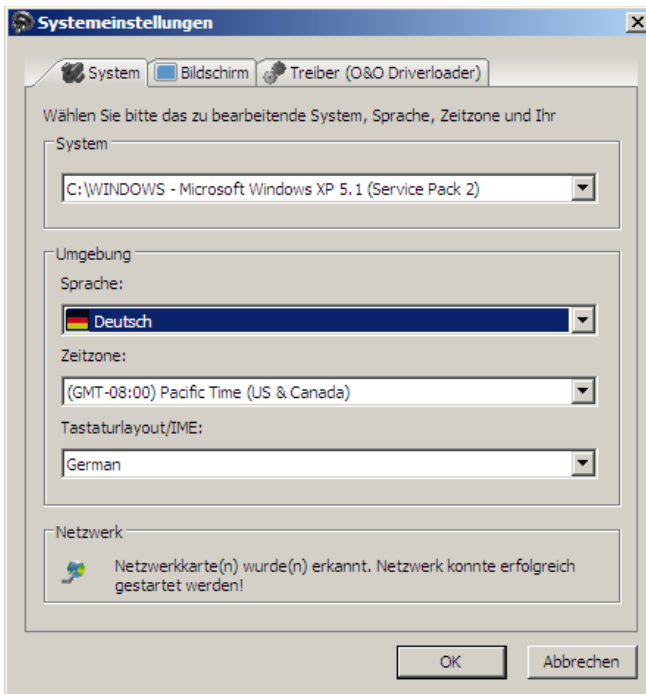 Systemeinstellungen
System
Bildschirm
Treiber (O&O Driverloader)
Wählen Sie bitte das zu bearbeitende System, Sprache, Zeitzone und Ihr
System
C:\WINDOWS - Microsoft Windows XP 5.1 (Service Pack 2)
Umgebung
Sprache:
Deutsch
Zeitzone:
(GMT-08:00) Pacific Time (US & Canada)
Tastaturlayout/IME:
German
Netzwerk
Netzwerkkarte(n) wurde(n) erkannt. Netzwerk konnte erfolgreich
gestartet werden!
OK
Abbrechen